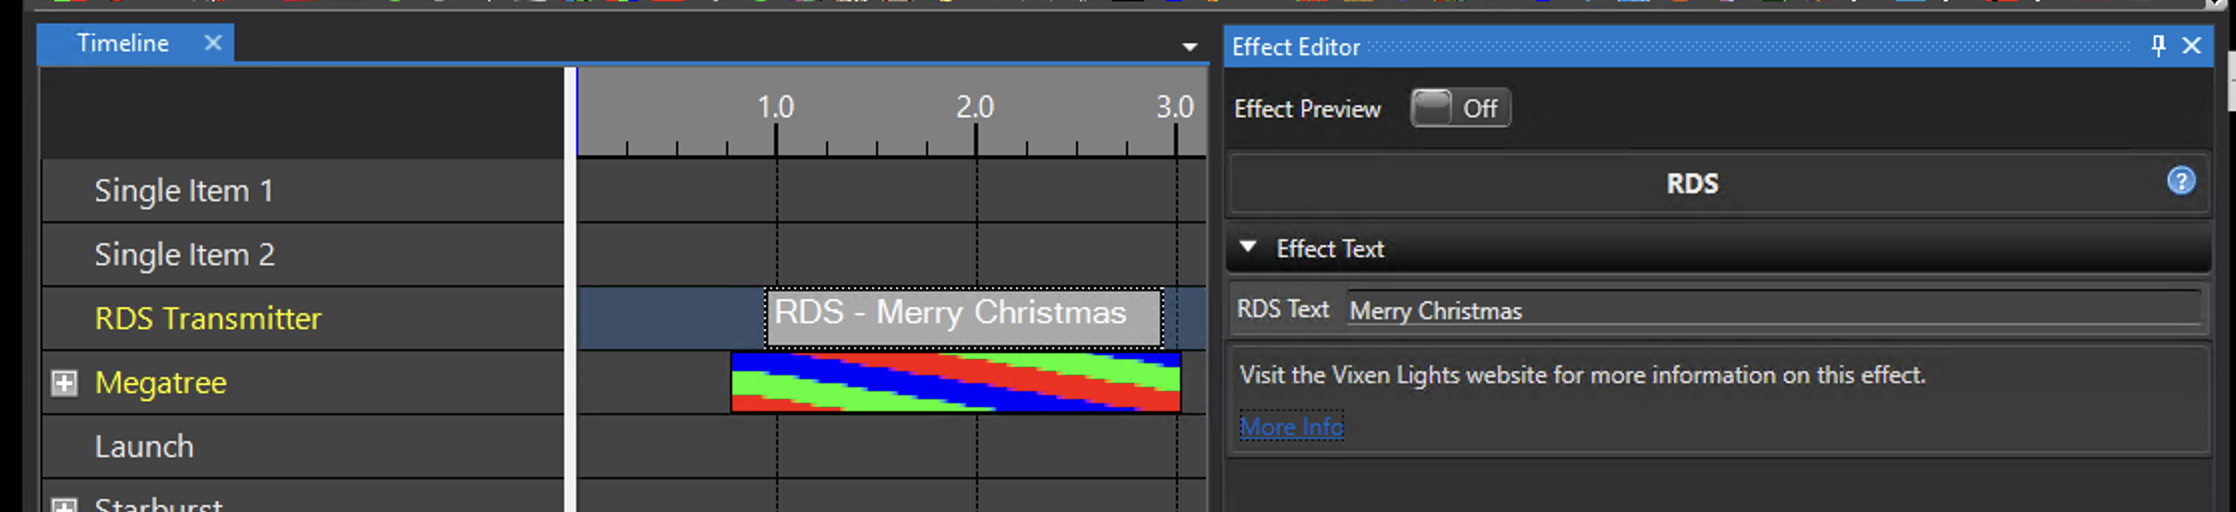 Timeline
1.0 2.0 3.0
Single Item 1
Single Item 2
RDS Transmitter
RDS - Merry Christmas
Megatree
Launch
Starburst
Effect Editor
Effect Preview Off
RDS
Effect Text
RDS Text Merry Christmas
Visit the Vixen Lights website for more information on this effect.
More Info